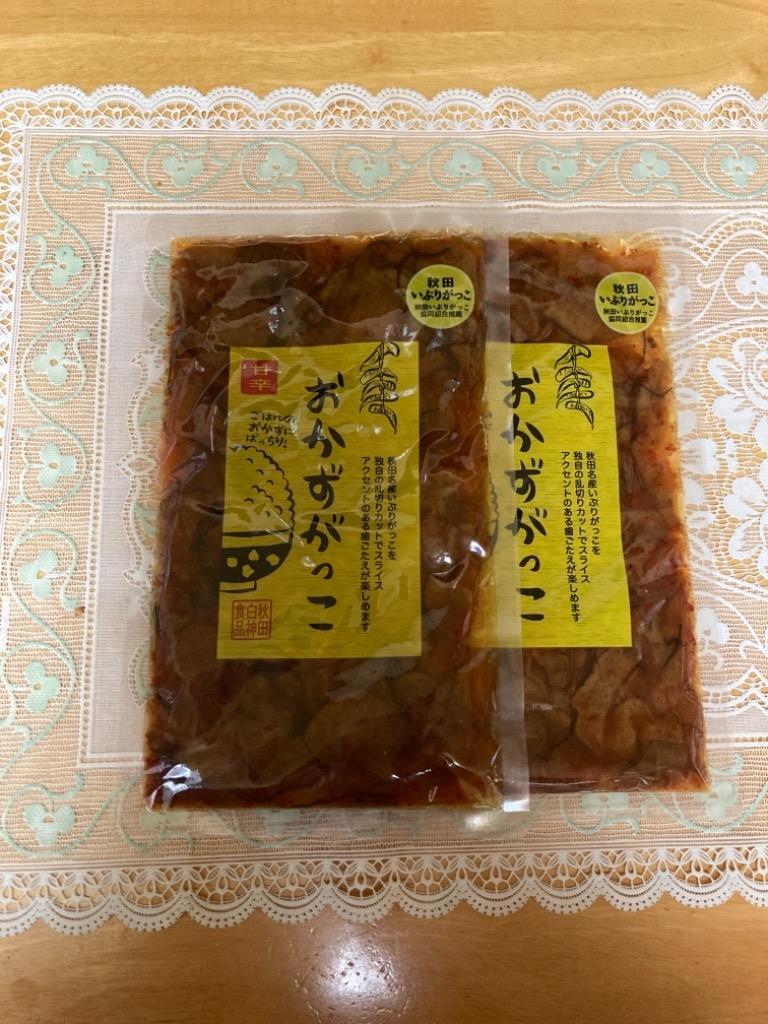 秋田
いぶりがっこ
秋田いぶりがっこ
協同組合推薦
甘辛
おかずがっこ
ごはんの
おかずに
ばっちり!
秋田名産いぶりがっこを
独自の乱切りカットでスライス
アクセントのある歯ごたえが楽しめます
秋田
白神
食品
秋田
いぶりがっこ
秋田いぶりがっこ
協同組合推薦
おかずがっこ
秋田名産いぶりがっこを
独自の乱切りカットでスライス
アクセントのある歯ごたえが楽しめます